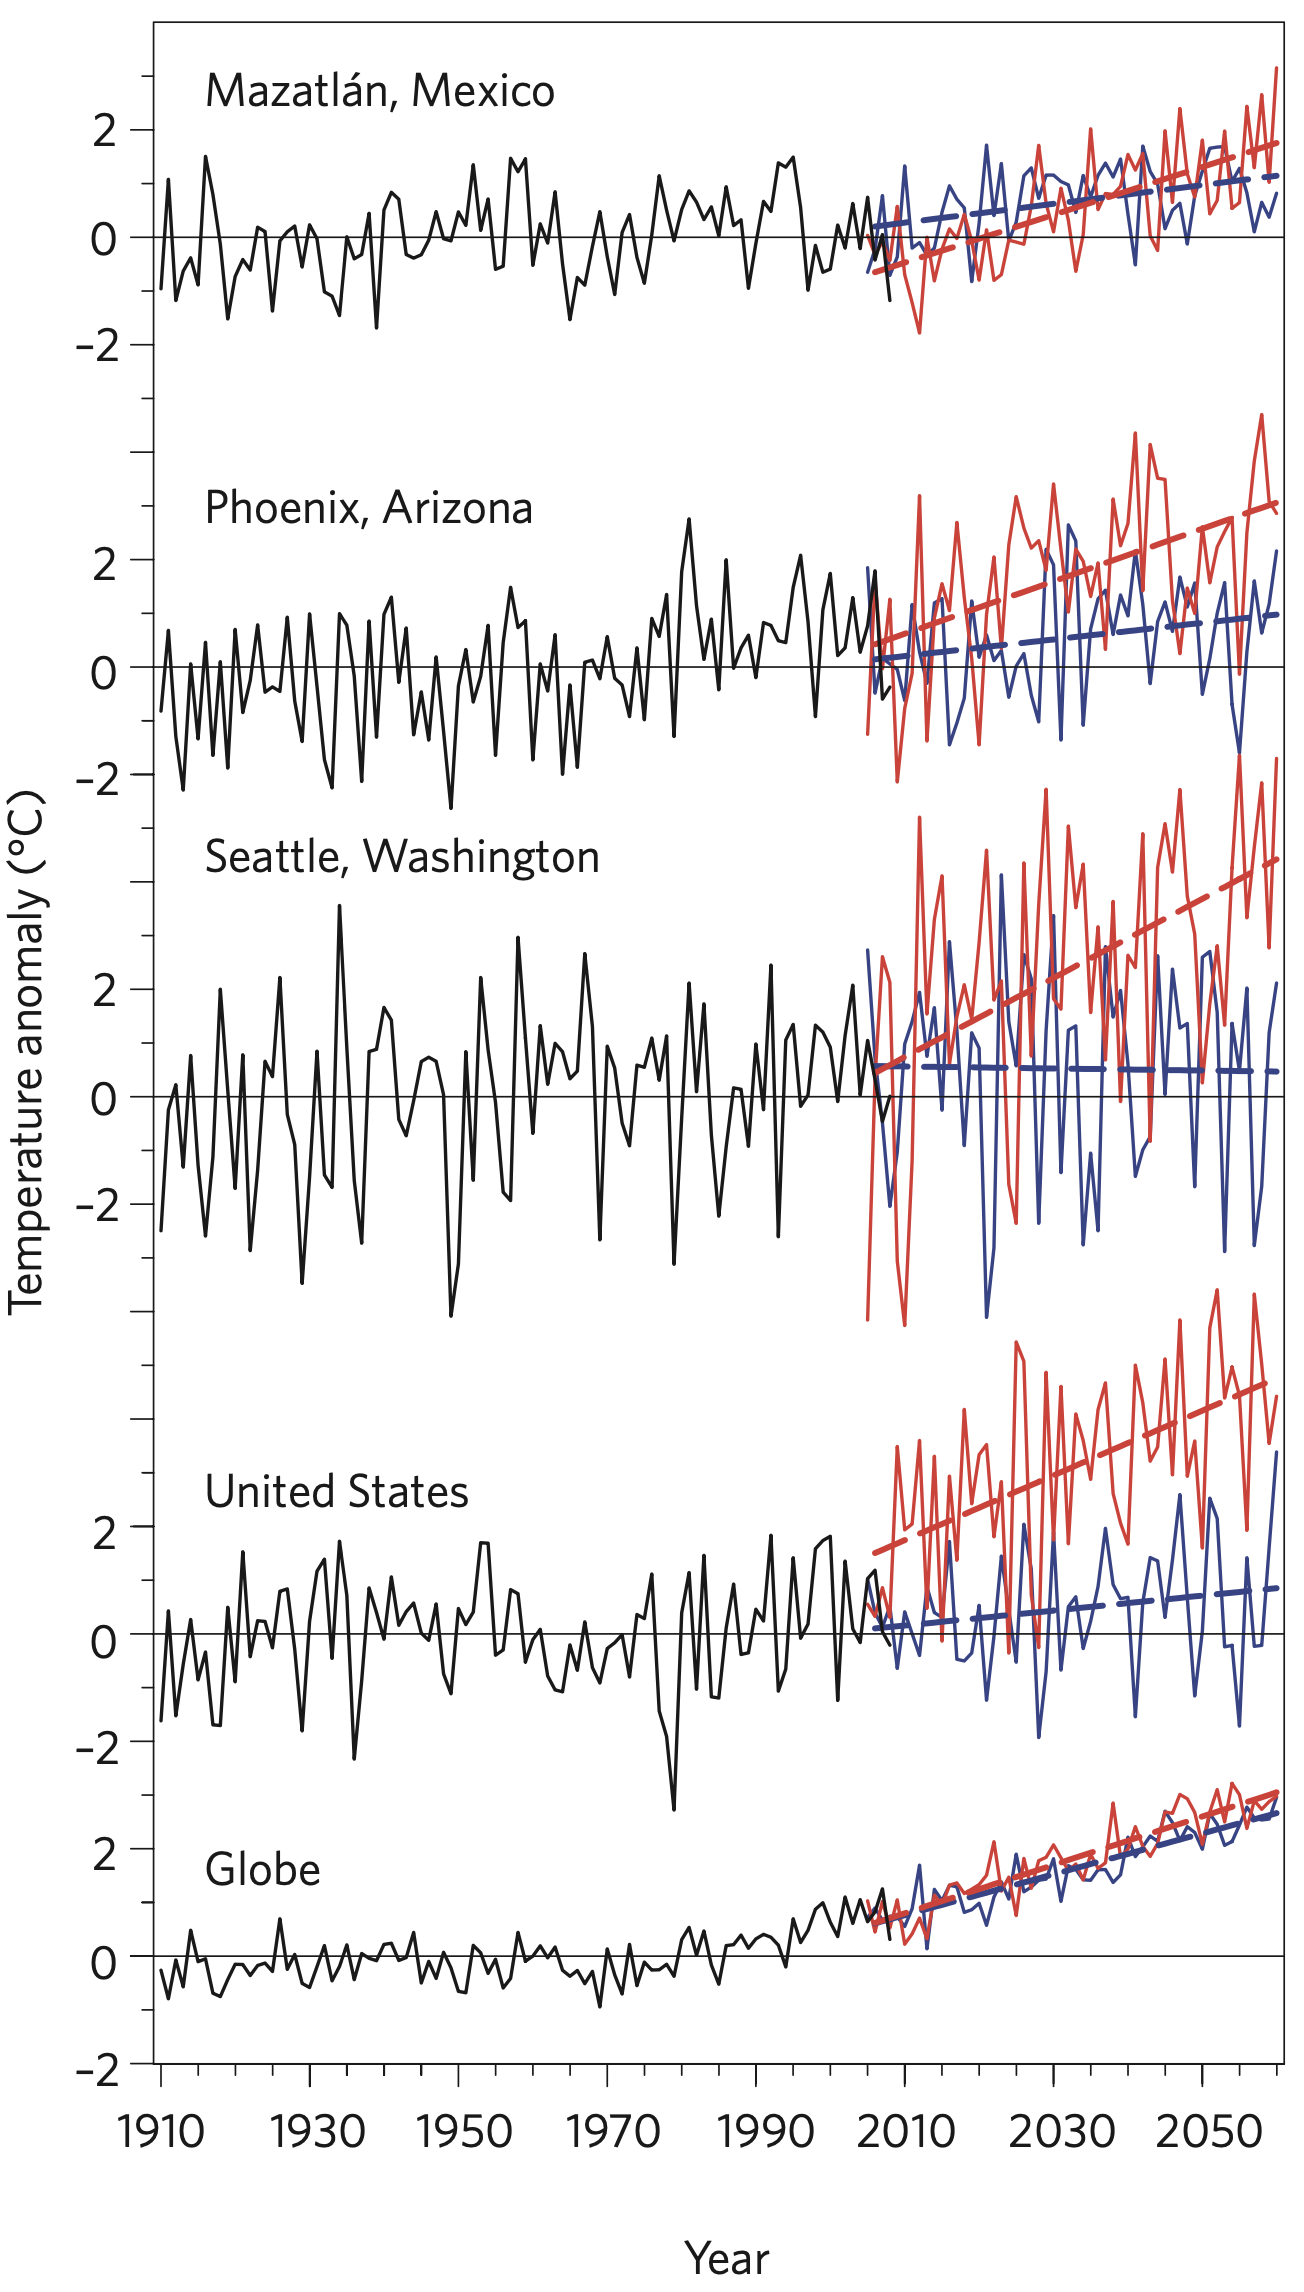 Mazatlán, Mexico
2
0
–2
Phoenix, Arizona
2
0
–2
Seattle, Washington
2
0
–2
United States
2
0
–2
Globe
2
0
–2
Temperature anomaly (°C)
1910 1930 1950 1970 1990 2010 2030 2050
Year